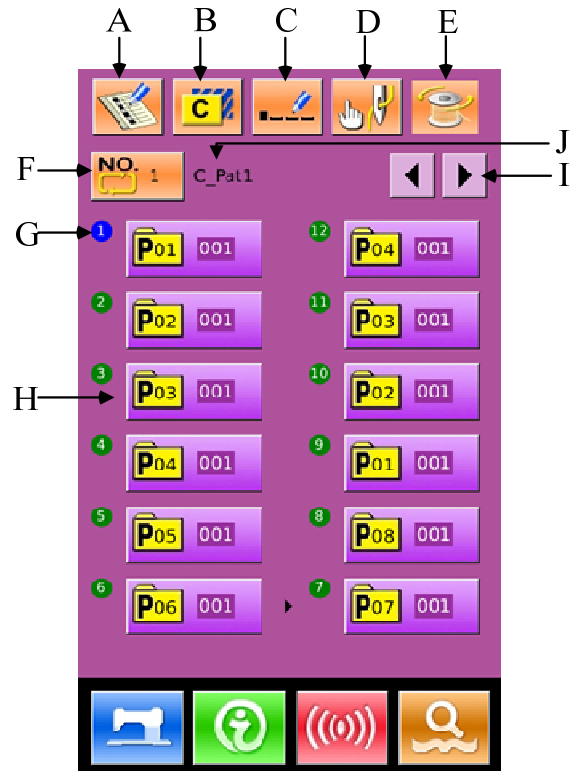 A B C D E
C
J
F NO. 1 C_Pat1 I
G 1 P01 001 12 P04 001
2 P02 001 11 P03 001
H 3 P03 001 10 P02 001
4 P04 001 9 P01 001
5 P05 001 8 P08 001
6 P06 001 7 P07 001